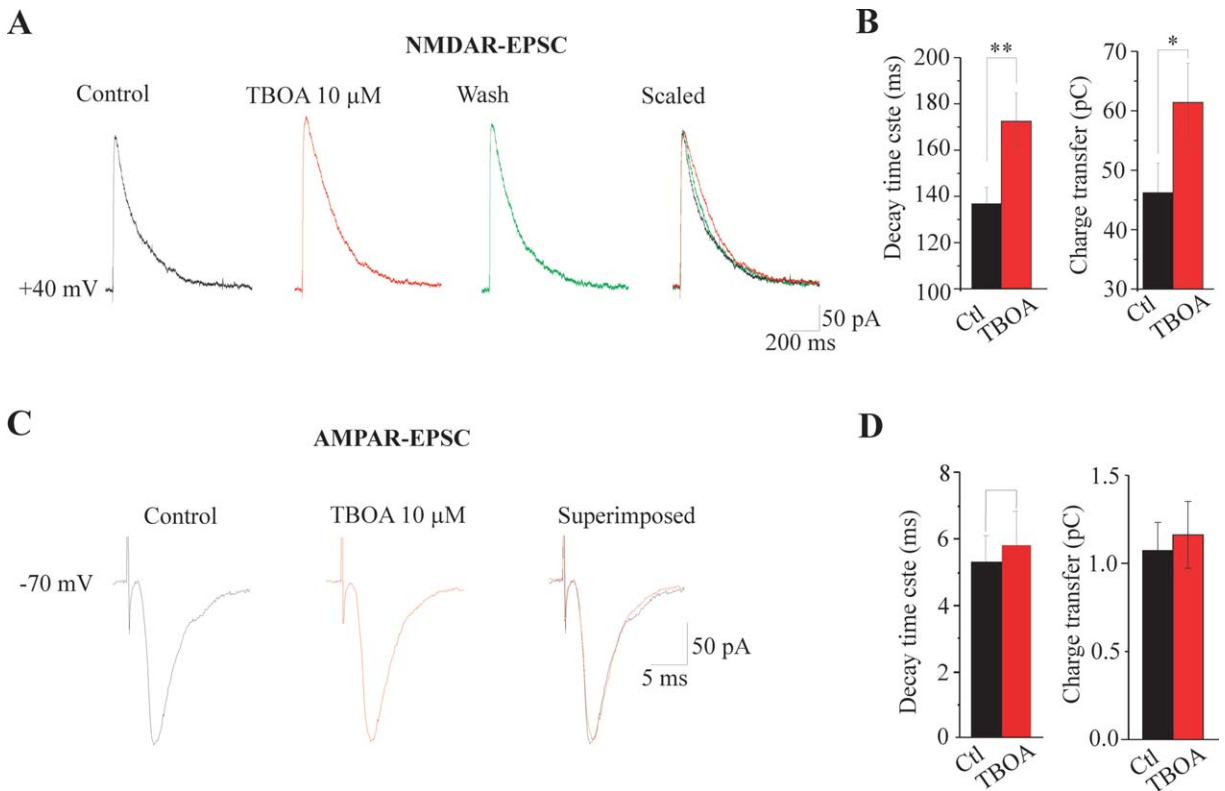 A
NMDAR-EPSC
Control
TBOA 10 µM
Wash
Scaled
+40 mV
50 pA
200 ms
B
Decay time cste (ms)
200
180
160
140
130
100
**
Ctl
TBOA
Charge transfer (pC)
70
60
50
40
30
*
Ctl
TBOA
C
AMPAR-EPSC
Control
TBOA 10 µM
Superimposed
-70 mV
50 pA
5 ms
D
Decay time cste (ms)
8
6
4
2
0
Ctl
TBOA
Charge transfer (pC)
1.5
1.0
0.5
0.0
Ctl
TBOA